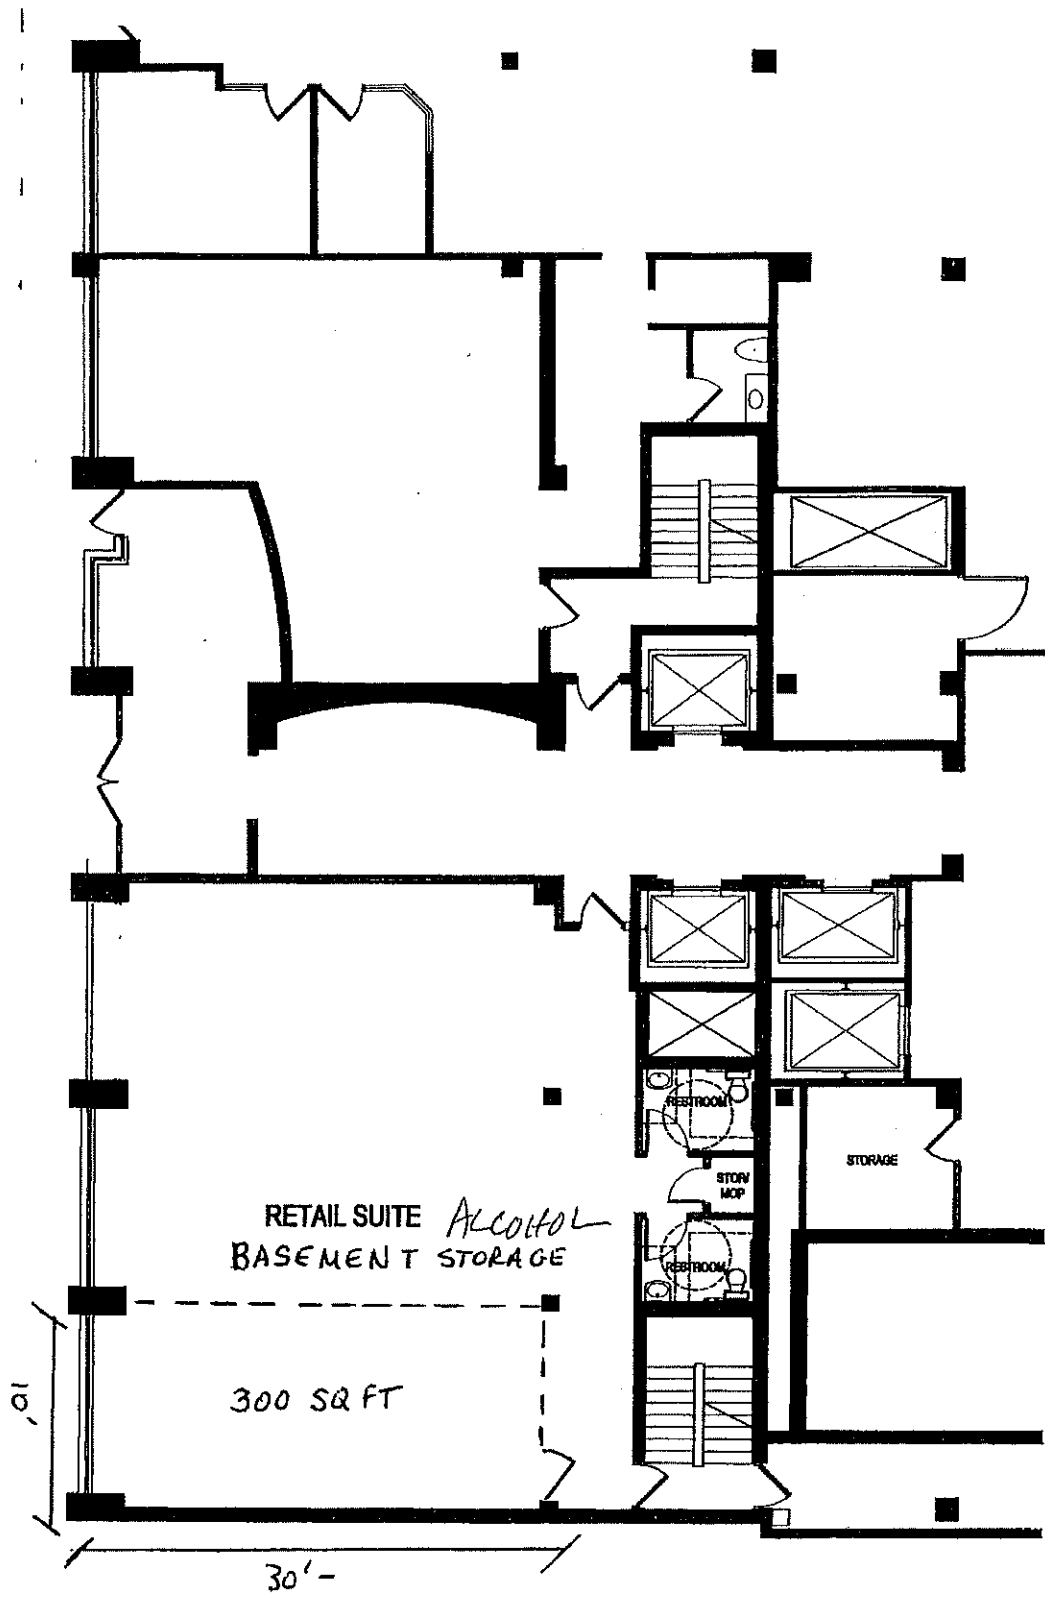 RESTROOM
STORAGE
STOR/
MOP
RETAIL SUITE ALCOHOL
BASEMENT STORAGE
RESTROOM
300 SQ FT
10'
30'-